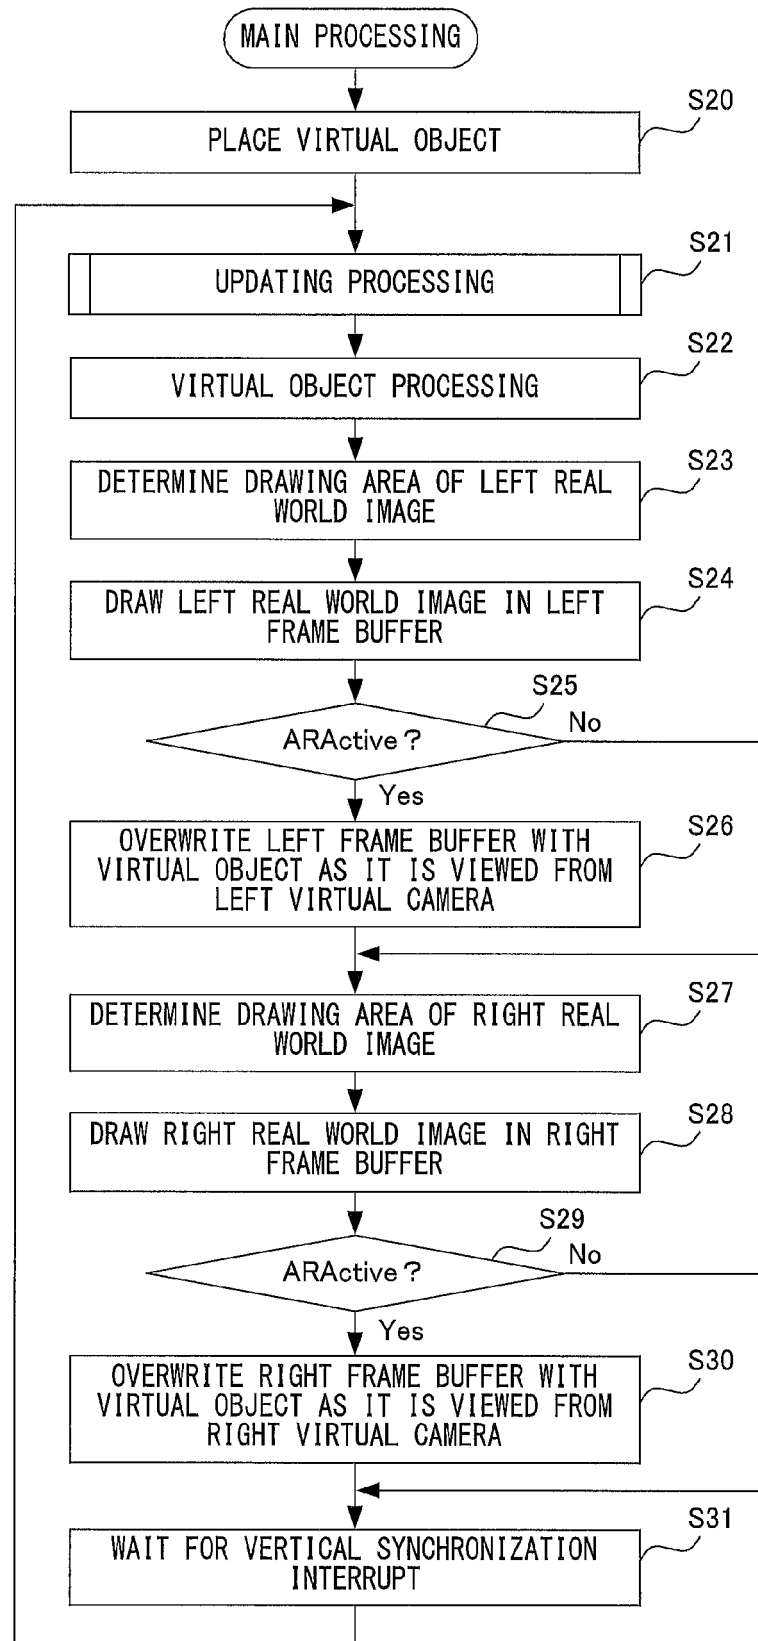 MAIN PROCESSING
S20
PLACE VIRTUAL OBJECT
S21
UPDATING PROCESSING
S22
VIRTUAL OBJECT PROCESSING
S23
DETERMINE DRAWING AREA OF LEFT REAL
WORLD IMAGE
S24
DRAW LEFT REAL WORLD IMAGE IN LEFT
FRAME BUFFER
S25
ARActive?
No
Yes
S26
OVERWRITE LEFT FRAME BUFFER WITH
VIRTUAL OBJECT AS IT IS VIEWED FROM
LEFT VIRTUAL CAMERA
S27
DETERMINE DRAWING AREA OF RIGHT REAL
WORLD IMAGE
S28
DRAW RIGHT REAL WORLD IMAGE IN RIGHT
FRAME BUFFER
S29
ARActive?
No
Yes
S30
OVERWRITE RIGHT FRAME BUFFER WITH
VIRTUAL OBJECT AS IT IS VIEWED FROM
RIGHT VIRTUAL CAMERA
S31
WAIT FOR VERTICAL SYNCHRONIZATION
INTERRUPT